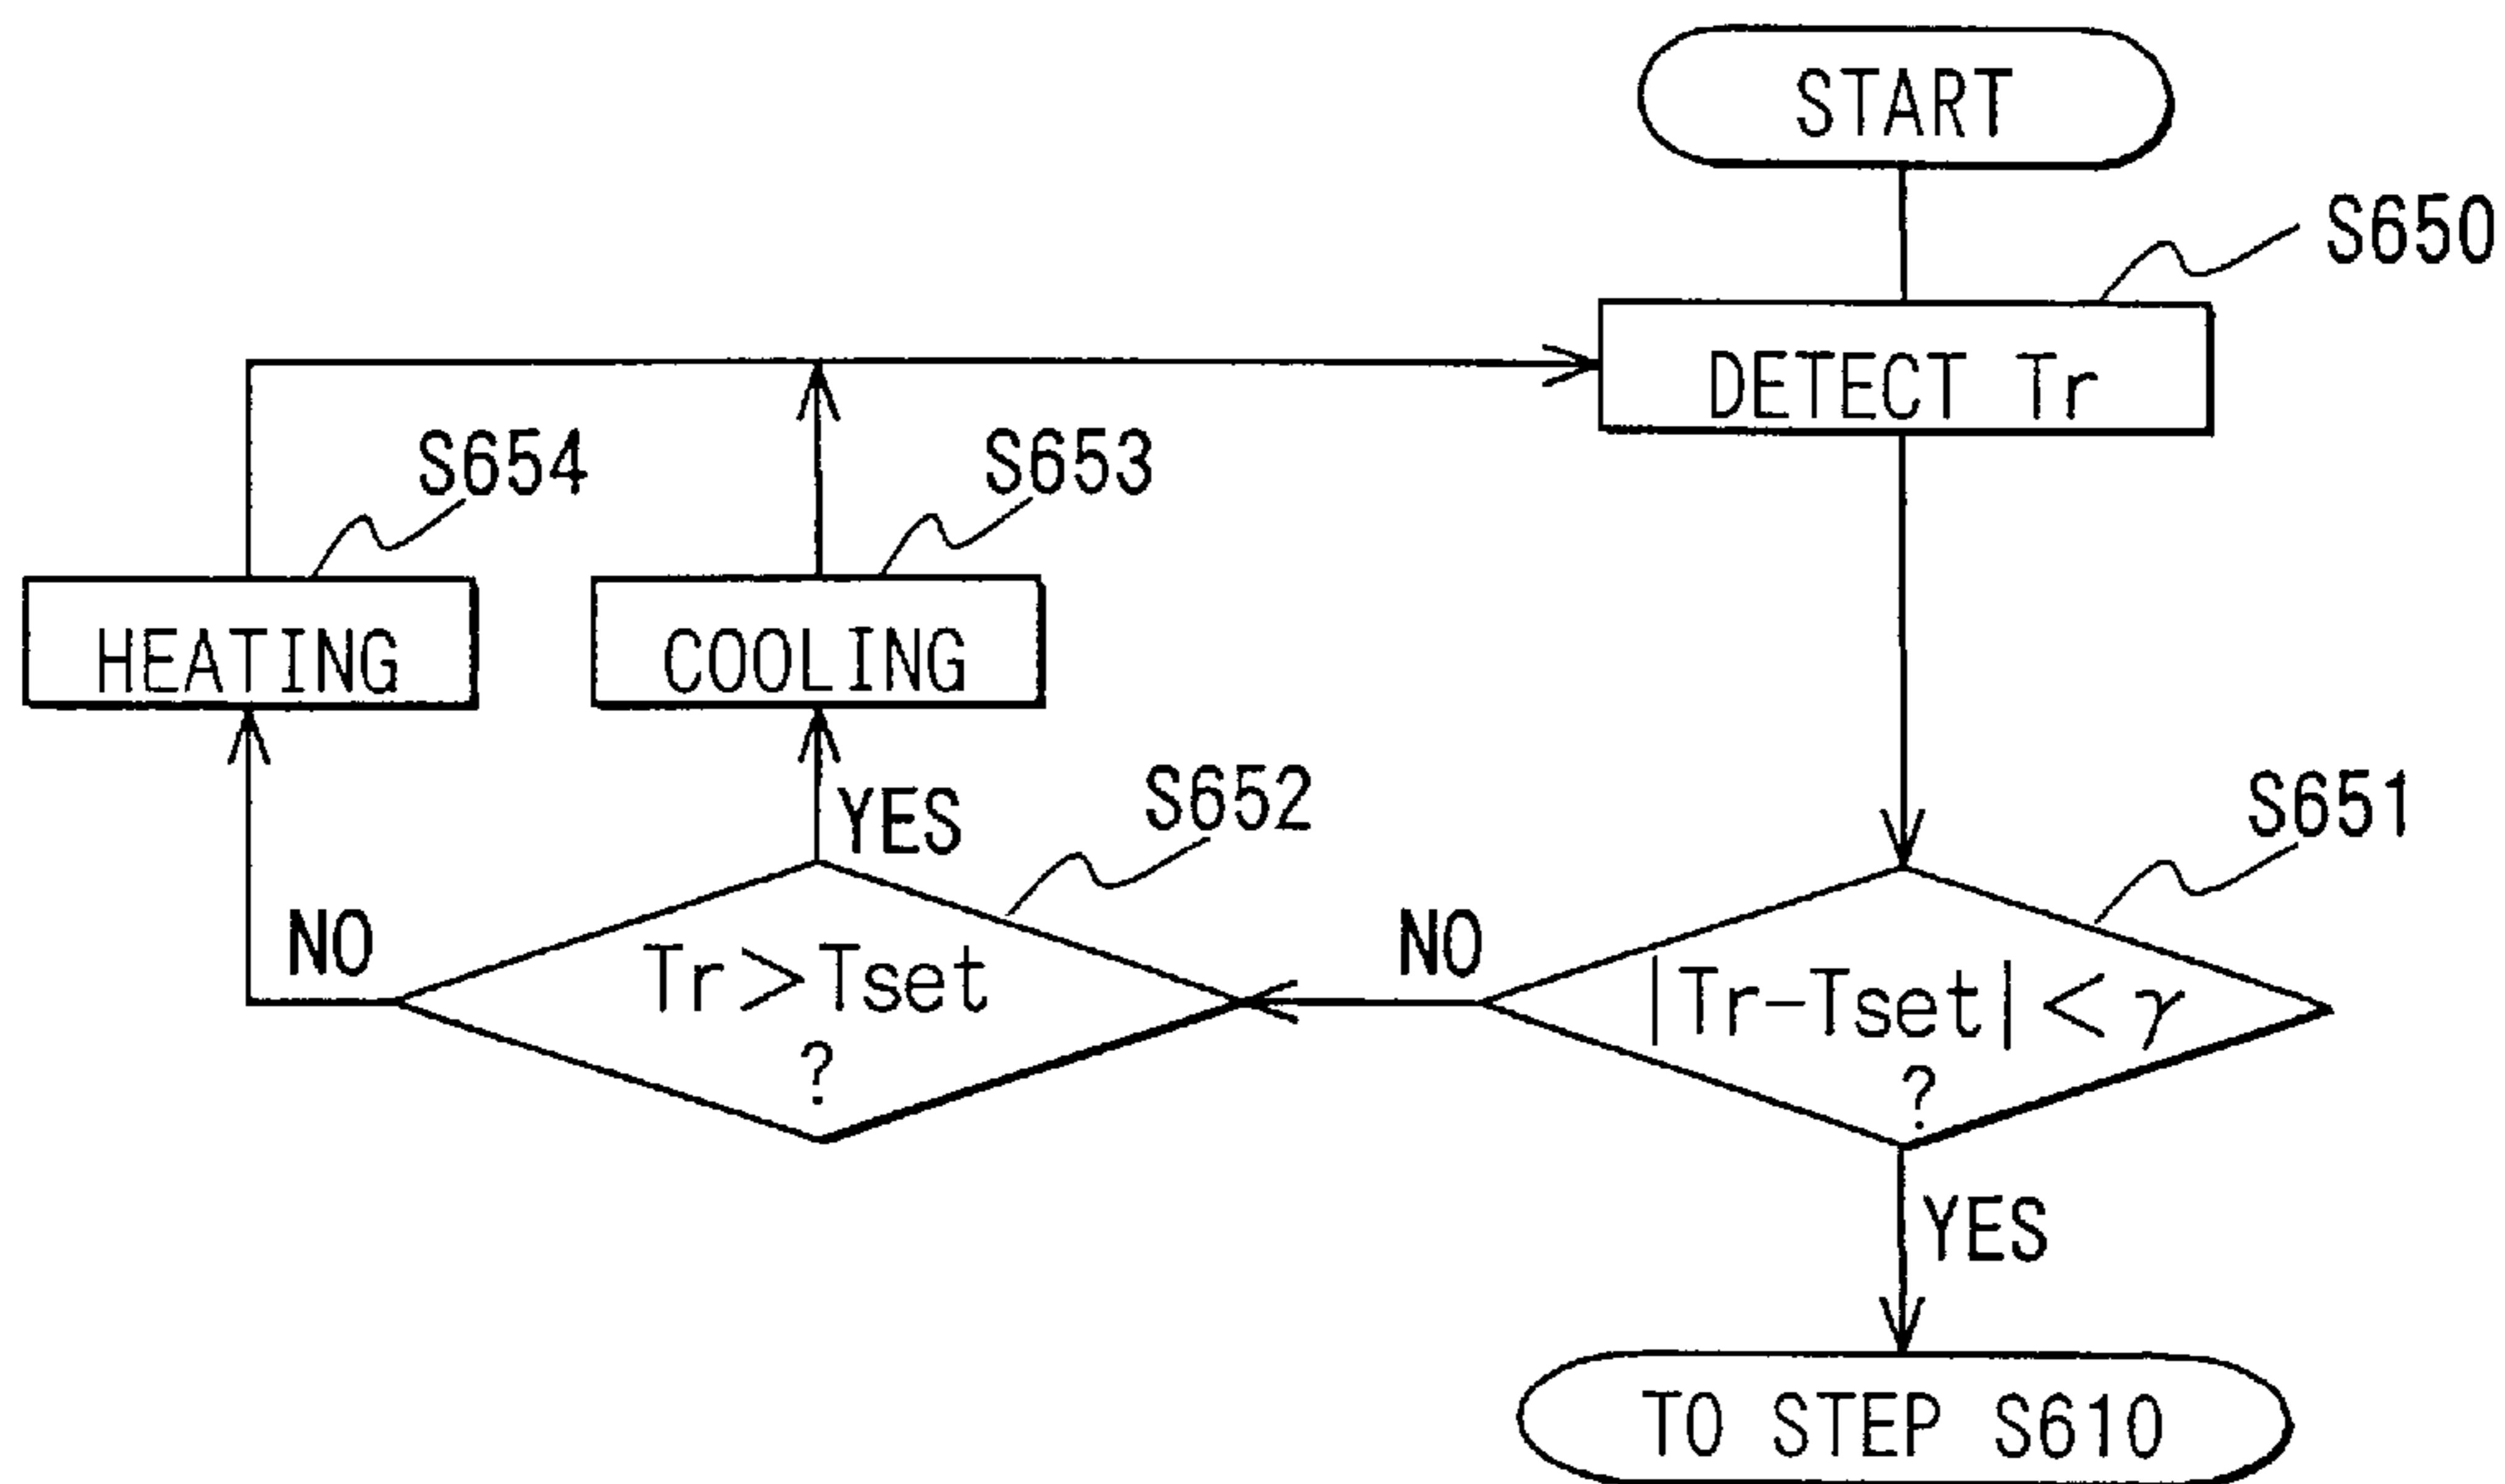 START
S650
DETECT Tr
S654
S653
HEATING
COOLING
S652
YES
S651
NO
Tr>Tset
?
NO
|Tr-Tset|<γ
?
YES
TO STEP S610